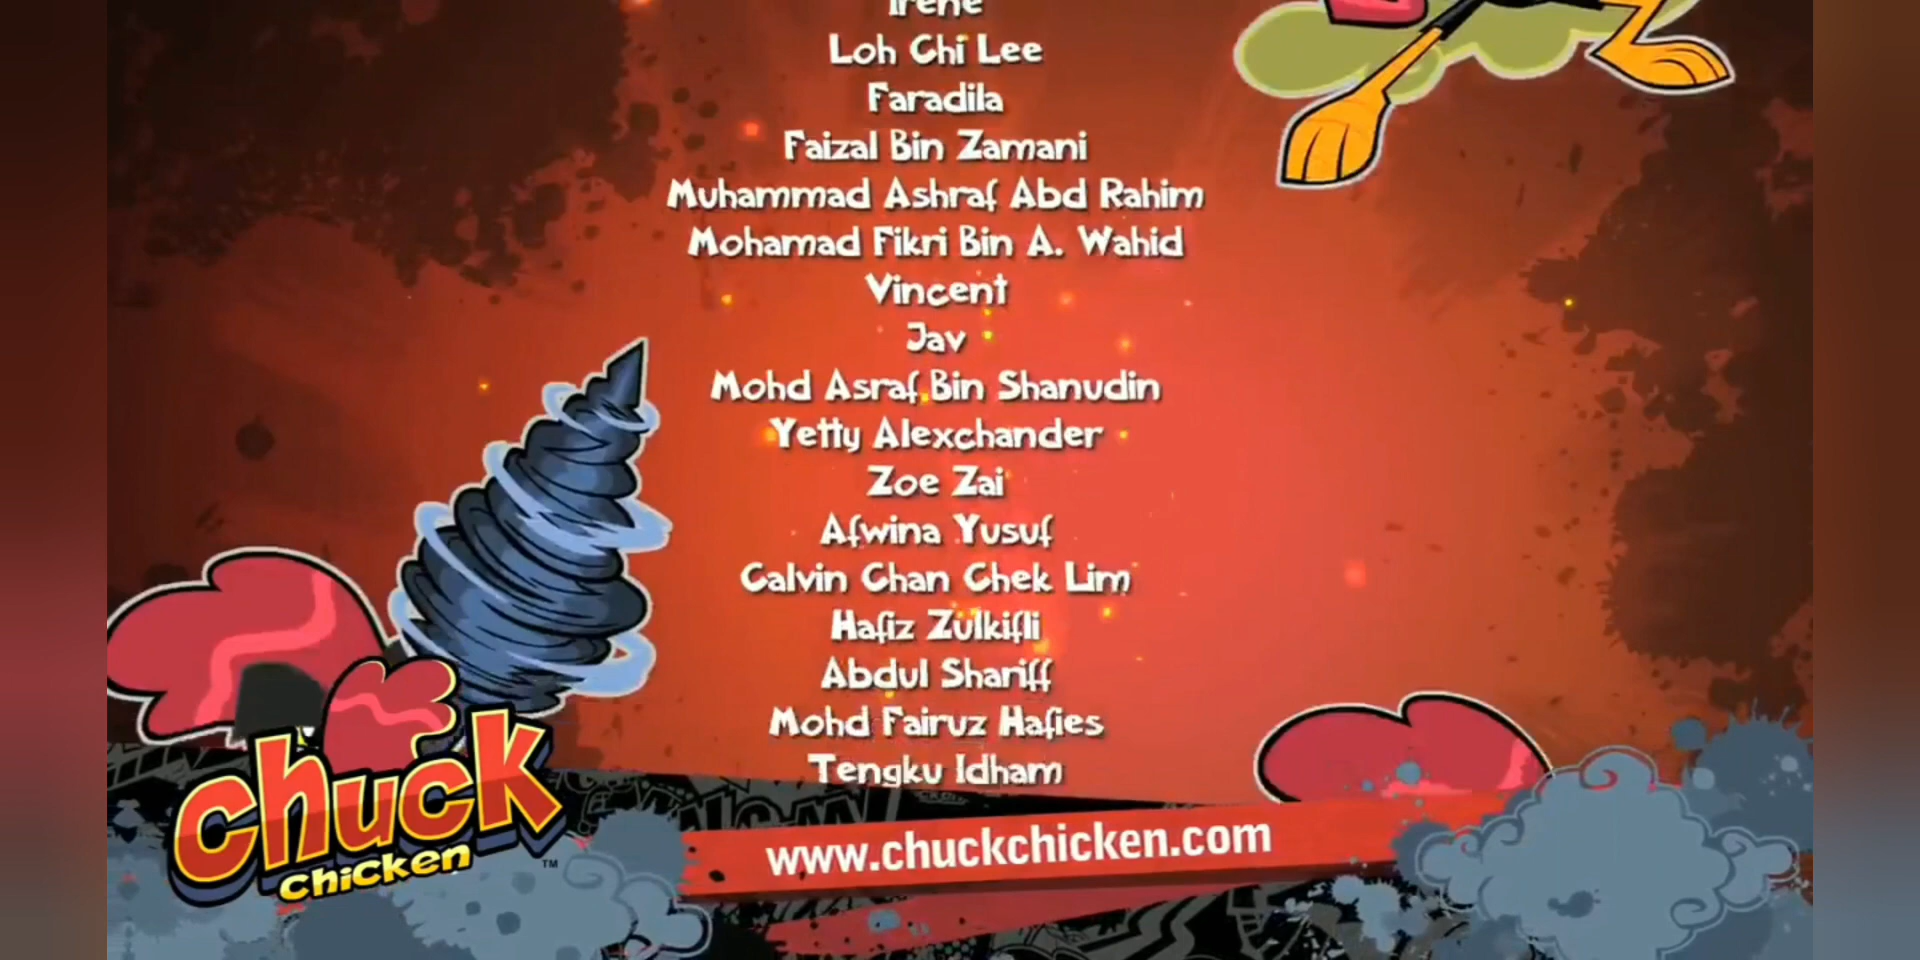 Irene
Loh Chi Lee
Faradila
Faizal Bin Zamani
Muhammad Ashraf Abd Rahim
Mohamad Fikri Bin A. Wahid
Vincent
Jav
Mohd Asraf Bin Shanudin
Yetty Alexchander
Zoe Zai
Afwina Yusuf
Calvin Chan Chek Lim
Hafiz Zulkifli
Abdul Shariff
Mohd Fairuz Hafies
Tengku Idham
chuck
chicken™
www.chuckchicken.com